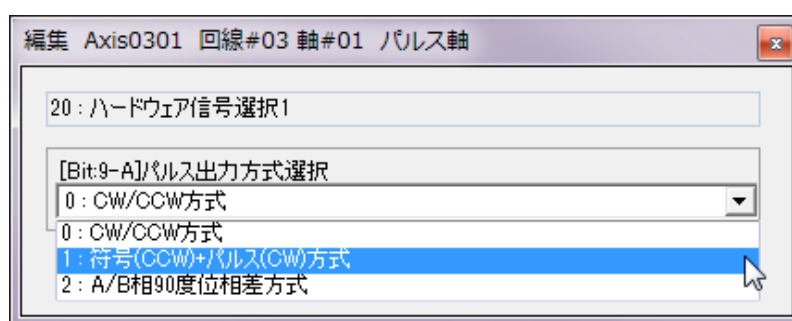 編集 Axis0301 回線#03 軸#01 パルス軸
20 : ハードウェア信号選択1
[Bit:9-A]パルス出力方式選択
0 : CW/CCW方式
0 : CW/CCW方式
1 : 符号(CCW)+パルス(CW)方式
2 : A/B相90度位相差方式